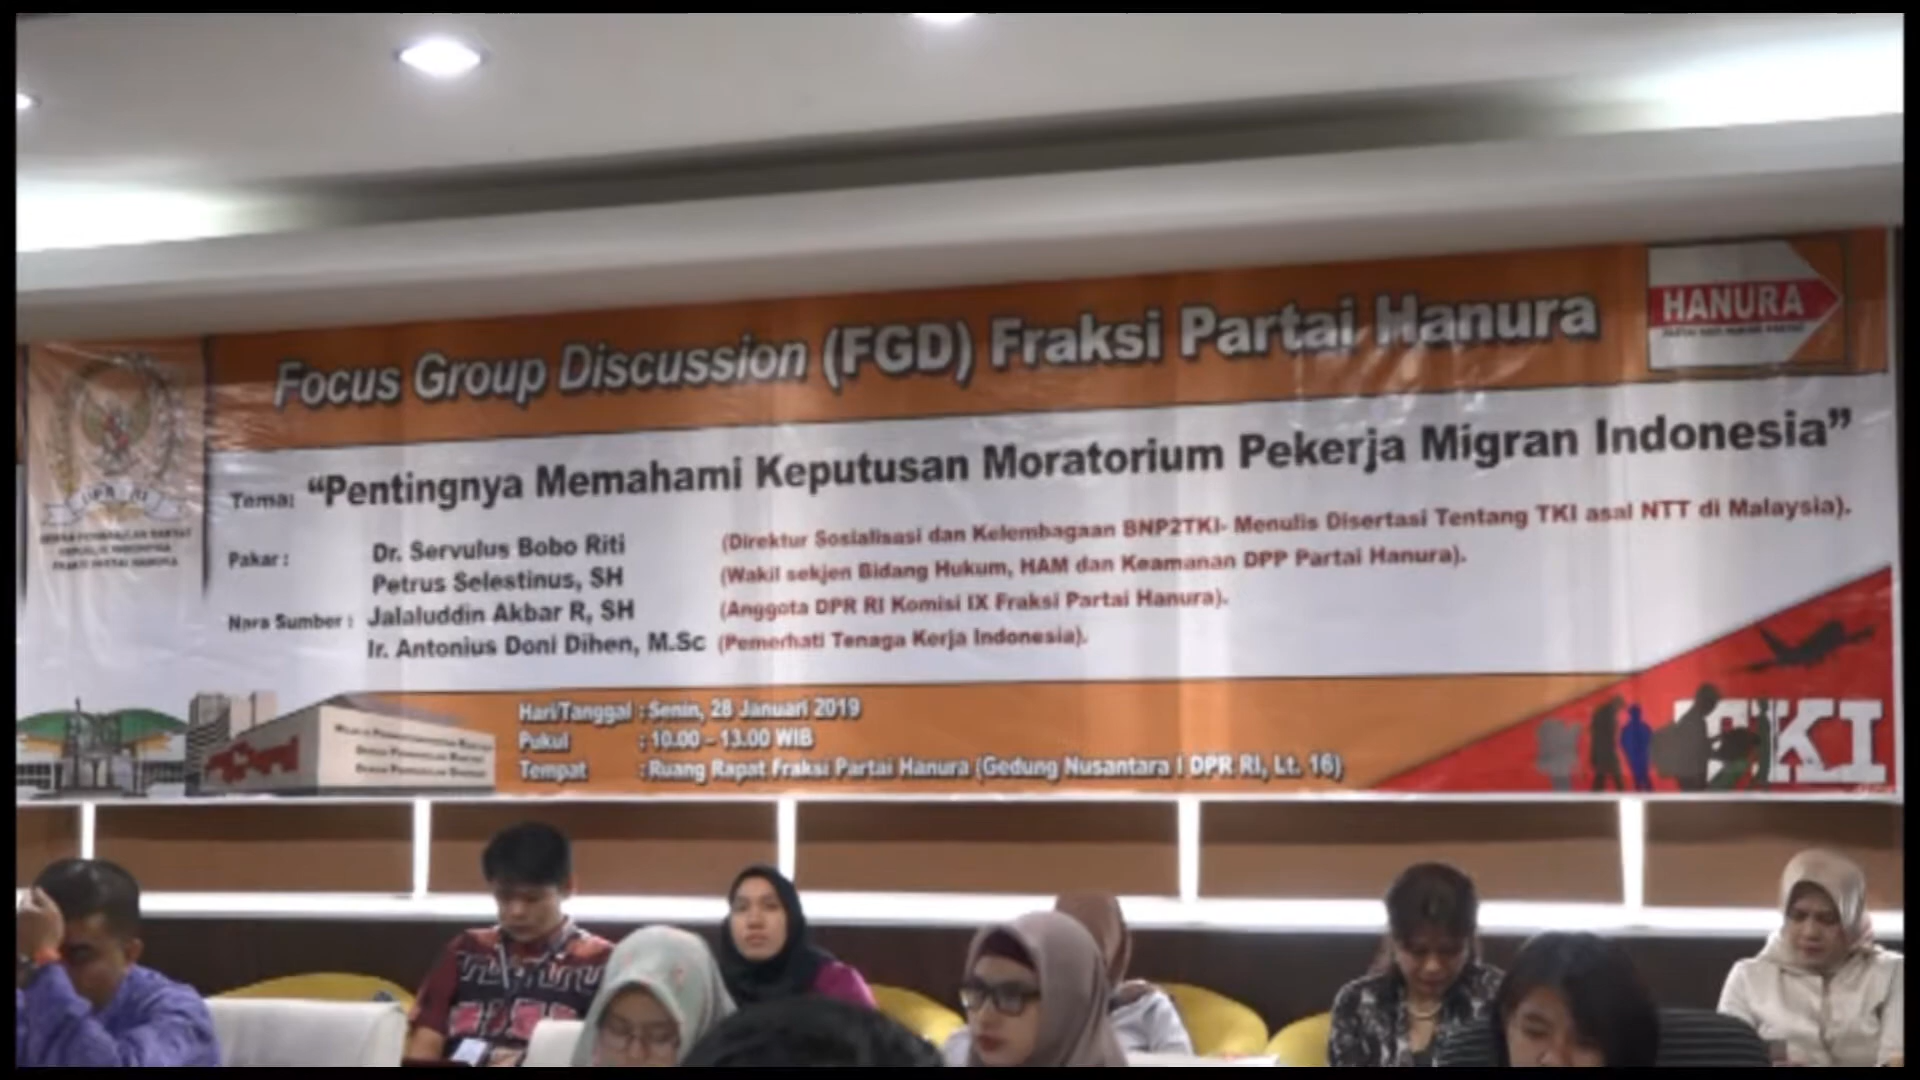 Focus Group Discussion (FGD) Fraksi Partai Hanura
HANURA
Tema: “Pentingnya Memahami Keputusan Moratorium Pekerja Migran Indonesia”
DPR RI
Pakar : Dr. Servulus Bobo Riti (Direktur Sosialisasi dan Kelembagaan BNP2TKI- Menulis Disertasi Tentang TKI asal NTT di Malaysia).
Petrus Selestinus, SH (Wakil sekjen Bidang Hukum, HAM dan Keamanan DPP Partai Hanura).
Nara Sumber : Jalaluddin Akbar R, SH (Anggota DPR RI Komisi IX Fraksi Partai Hanura).
Ir. Antonius Doni Dihen, M.Sc (Pemerhati Tenaga Kerja Indonesia).
Hari/Tanggal : Senin, 28 Januari 2019
Pukul : 10.00 - 13.00 WIB
Tempat : Ruang Rapat Fraksi Partai Hanura (Gedung Nusantara I DPR RI, Lt. 16)
TKI